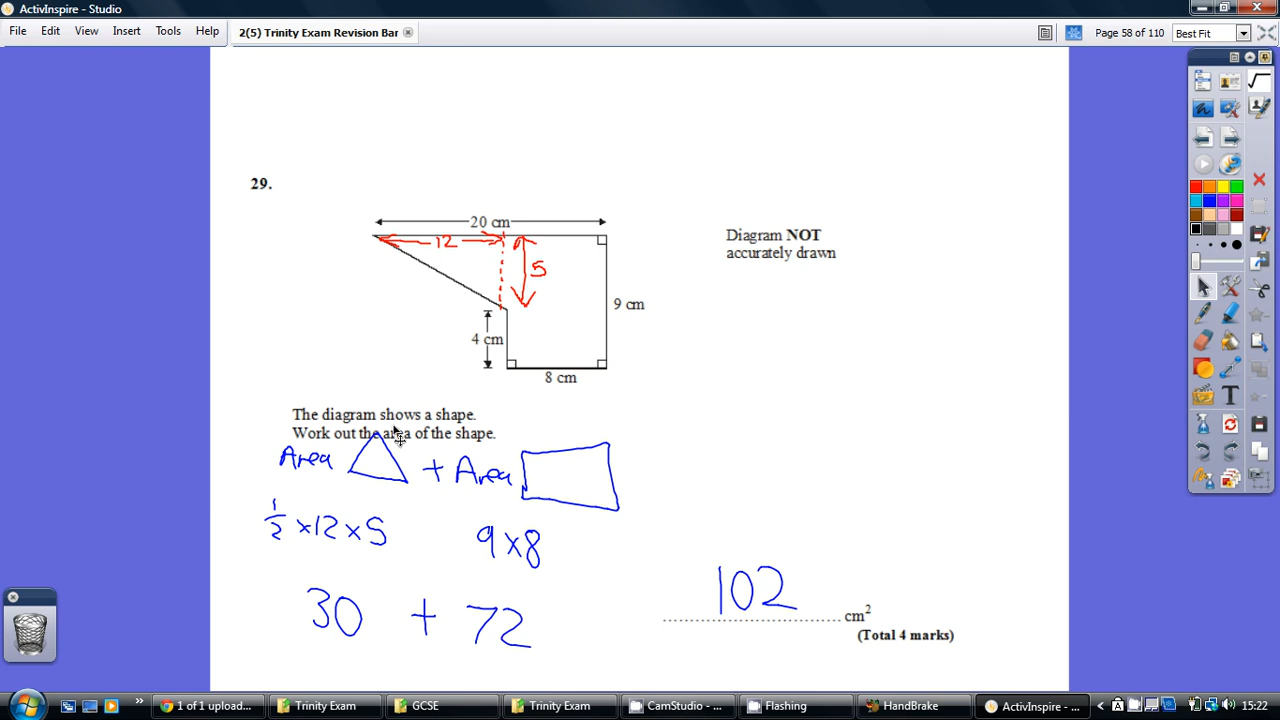 ActivInspire - Studio
File Edit View Insert Tools Help
2(5) Trinity Exam Revision Bar
Page 58 of 110
Best Fit
29.
20 cm
12
5
9 cm
4 cm
8 cm
Diagram NOT
accurately drawn
The diagram shows a shape.
Work out the area of the shape.
Area + Area
1/2 ×12×5 9×8
30 + 72
102
cm²
(Total 4 marks)
1 of 1 upload...
Trinity Exam
GCSE
Trinity Exam
CamStudio - ...
Flashing
HandBrake
ActivInspire - ...
15:22